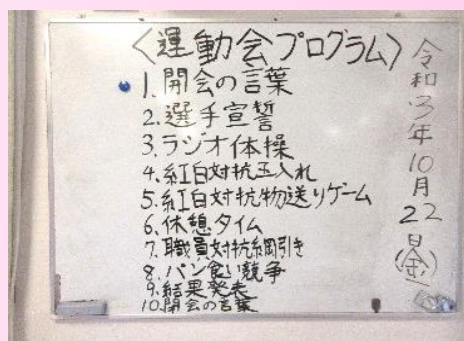 〈運動会プログラム〉
1.開会の言葉
2.選手宣誓
3.ラジオ体操
4.紅白対抗玉入れ
5.紅白対抗物送りゲーム
6.休憩タイム
7.職員対抗綱引き
8.パン食い競争
9.結果発表
10.閉会の言葉
令和3年10月22日(金)